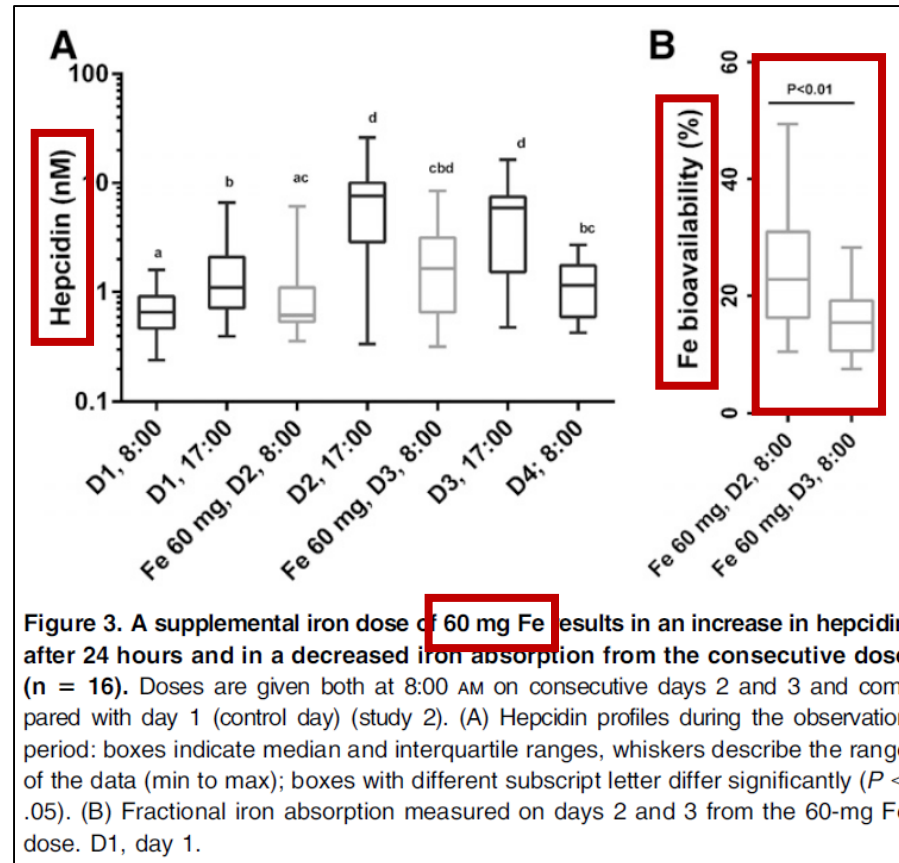 A
B
100
10
1
0.1
Hepcidin (nM)
a
b
ac
d
cbd
d
bc
D1, 8:00
D1, 17:00
Fe 60 mg, D2, 8:00
D2, 17:00
Fe 60 mg, D3, 8:00
D3, 17:00
D4; 8:00
Fe bioavailability (%)
60
40
20
0
P<0.01
Fe 60 mg, D2, 8:00
Fe 60 mg, D3, 8:00
Figure 3. A supplemental iron dose of 60 mg Fe results in an increase in hepcidin
after 24 hours and in a decreased iron absorption from the consecutive dose
(n = 16). Doses are given both at 8:00 AM on consecutive days 2 and 3 and com
pared with day 1 (control day) (study 2). (A) Hepcidin profiles during the observation
period: boxes indicate median and interquartile ranges, whiskers describe the range
of the data (min to max); boxes with different subscript letter differ significantly (P <
.05). (B) Fractional iron absorption measured on days 2 and 3 from the 60-mg Fe
dose. D1, day 1.